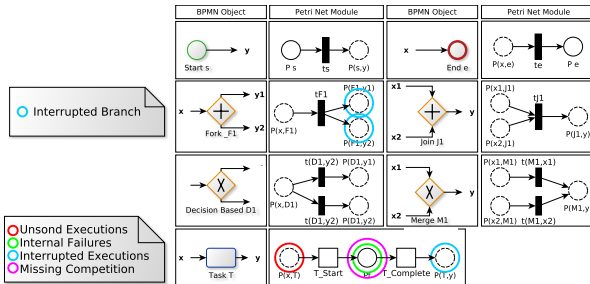 BPMN Object
Petri Net Module
BPMN Object
Petri Net Module
y
Start s
P s
ts
P(s,y)
x
End e
P(x,e)
te
P e
Interrupted Branch
x
y1
y2
Fork _F1
P(x,F1)
tF1
P(F1,y1)
P(F1,y2)
x1
x2
y
Join J1
P(x1,J1)
P(x2,J1)
tJ1
P(J1,y)
X
Decision Based D1
P(x,D1)
t(D1,y2)
P(D1,y1)
t(D1,y2)
P(D1,y2)
x1
x2
X
y
Merge M1
P(x1,M1)
t(M1,x1)
P(x2,M1)
t(M1,x2)
P(M1,y
Unsond Executions
Internal Failures
Interrupted Executions
Missing Competition
x
y
Task T
P(x,T)
T_Start
T_Complete
P(T,y)